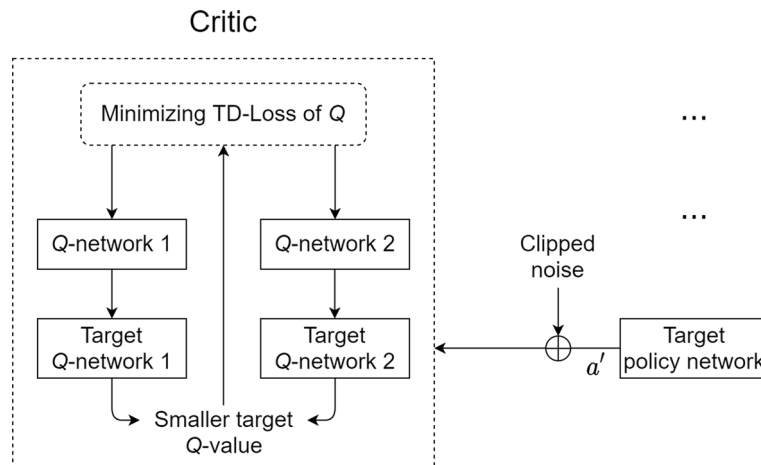 Critic
Minimizing TD-Loss of Q
...
...
Q-network 1
Q-network 2
Clipped
noise
Target
Q-network 1
Target
Q-network 2
Target
policy network
a′
Smaller target
Q-value